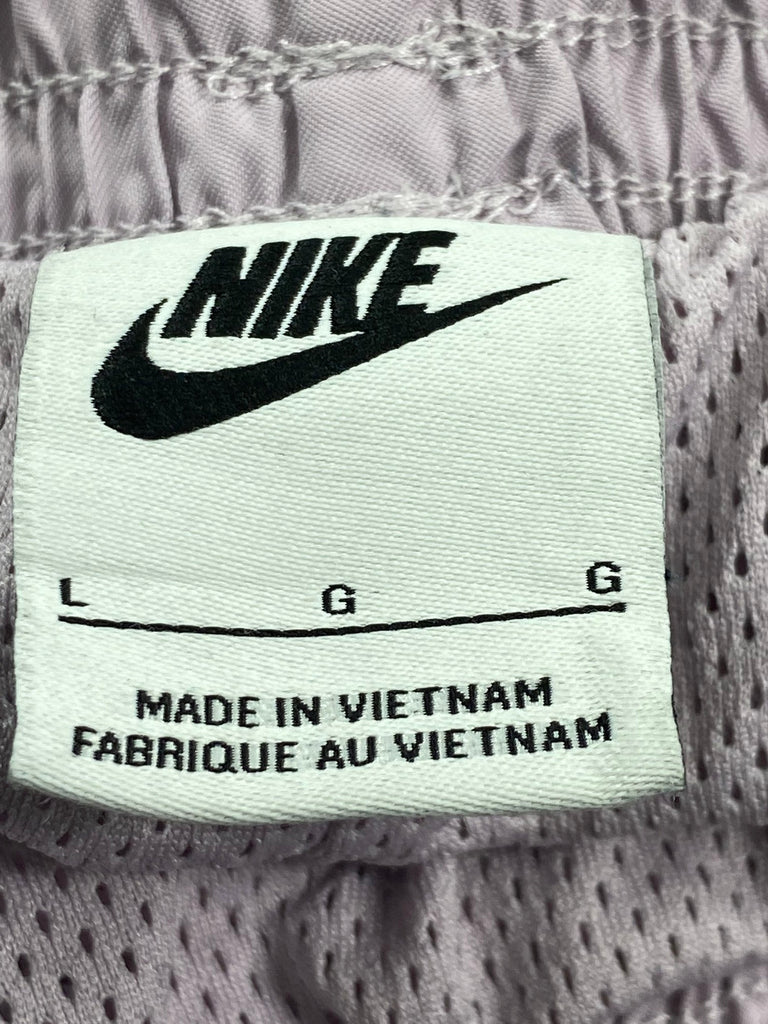 NIKE
L G G
MADE IN VIETNAM
FABRIQUE AU VIETNAM